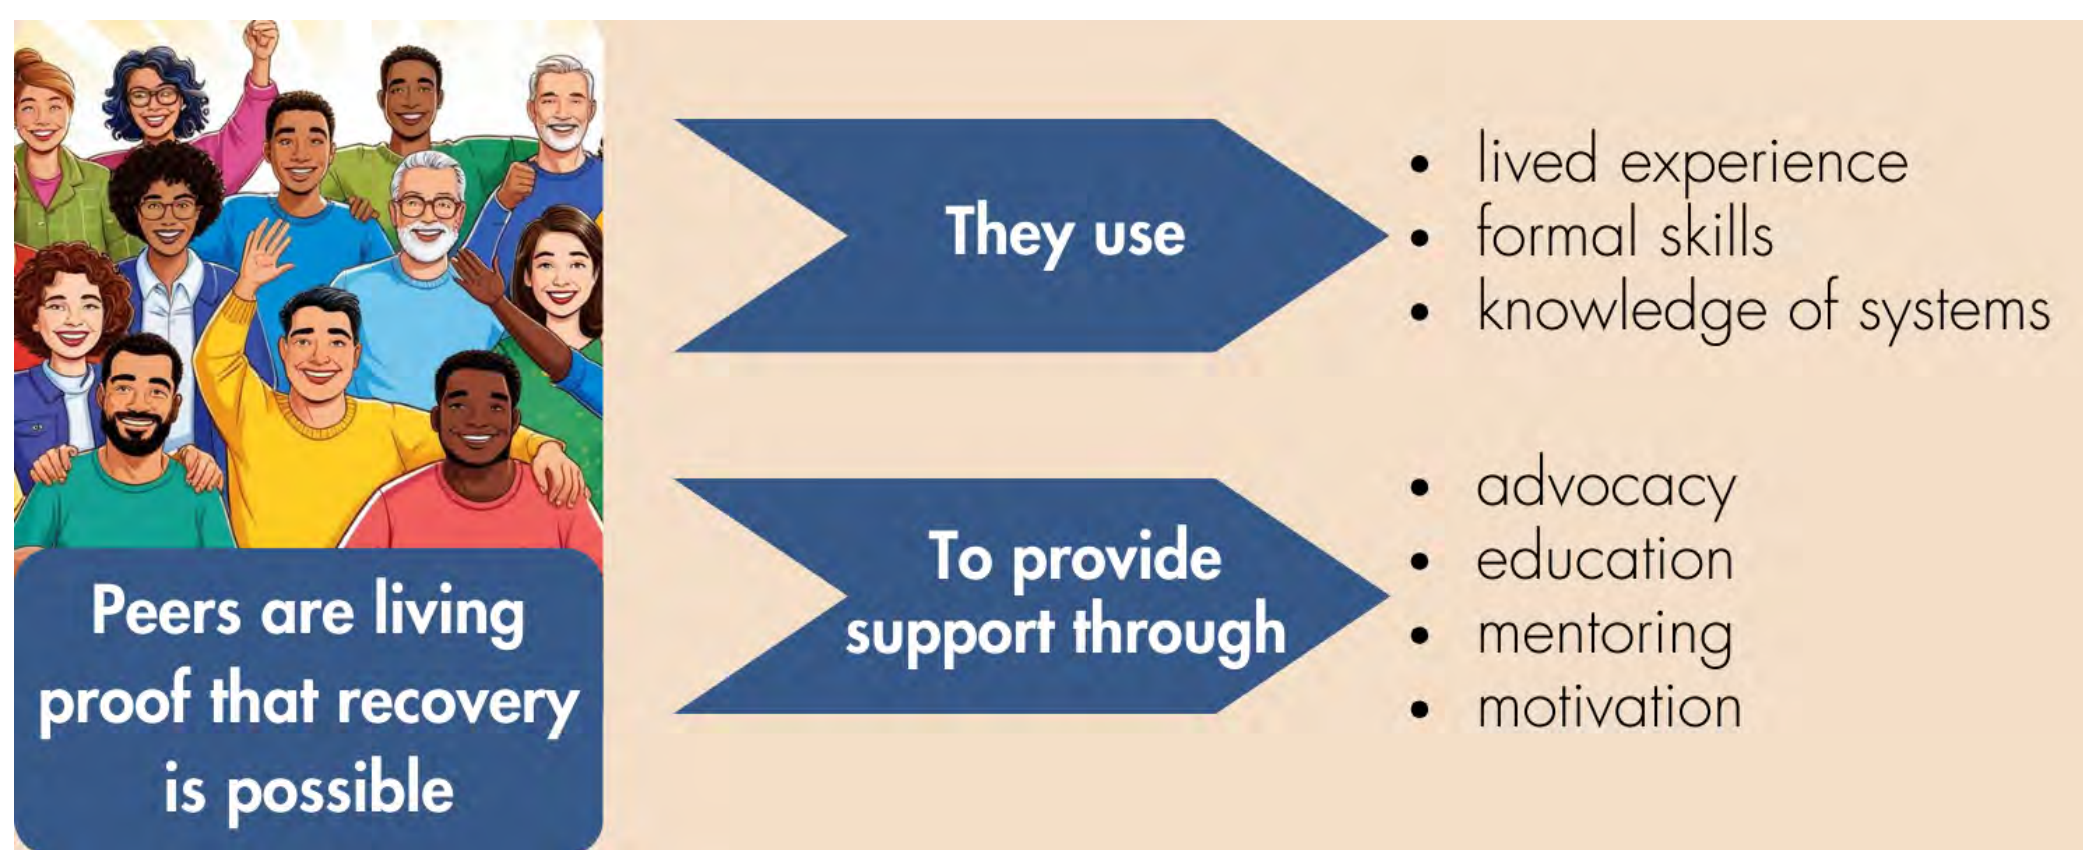 Peers are living
proof that recovery
is possible
They use
• lived experience
• formal skills
• knowledge of systems
To provide
support through
• advocacy
• education
• mentoring
• motivation